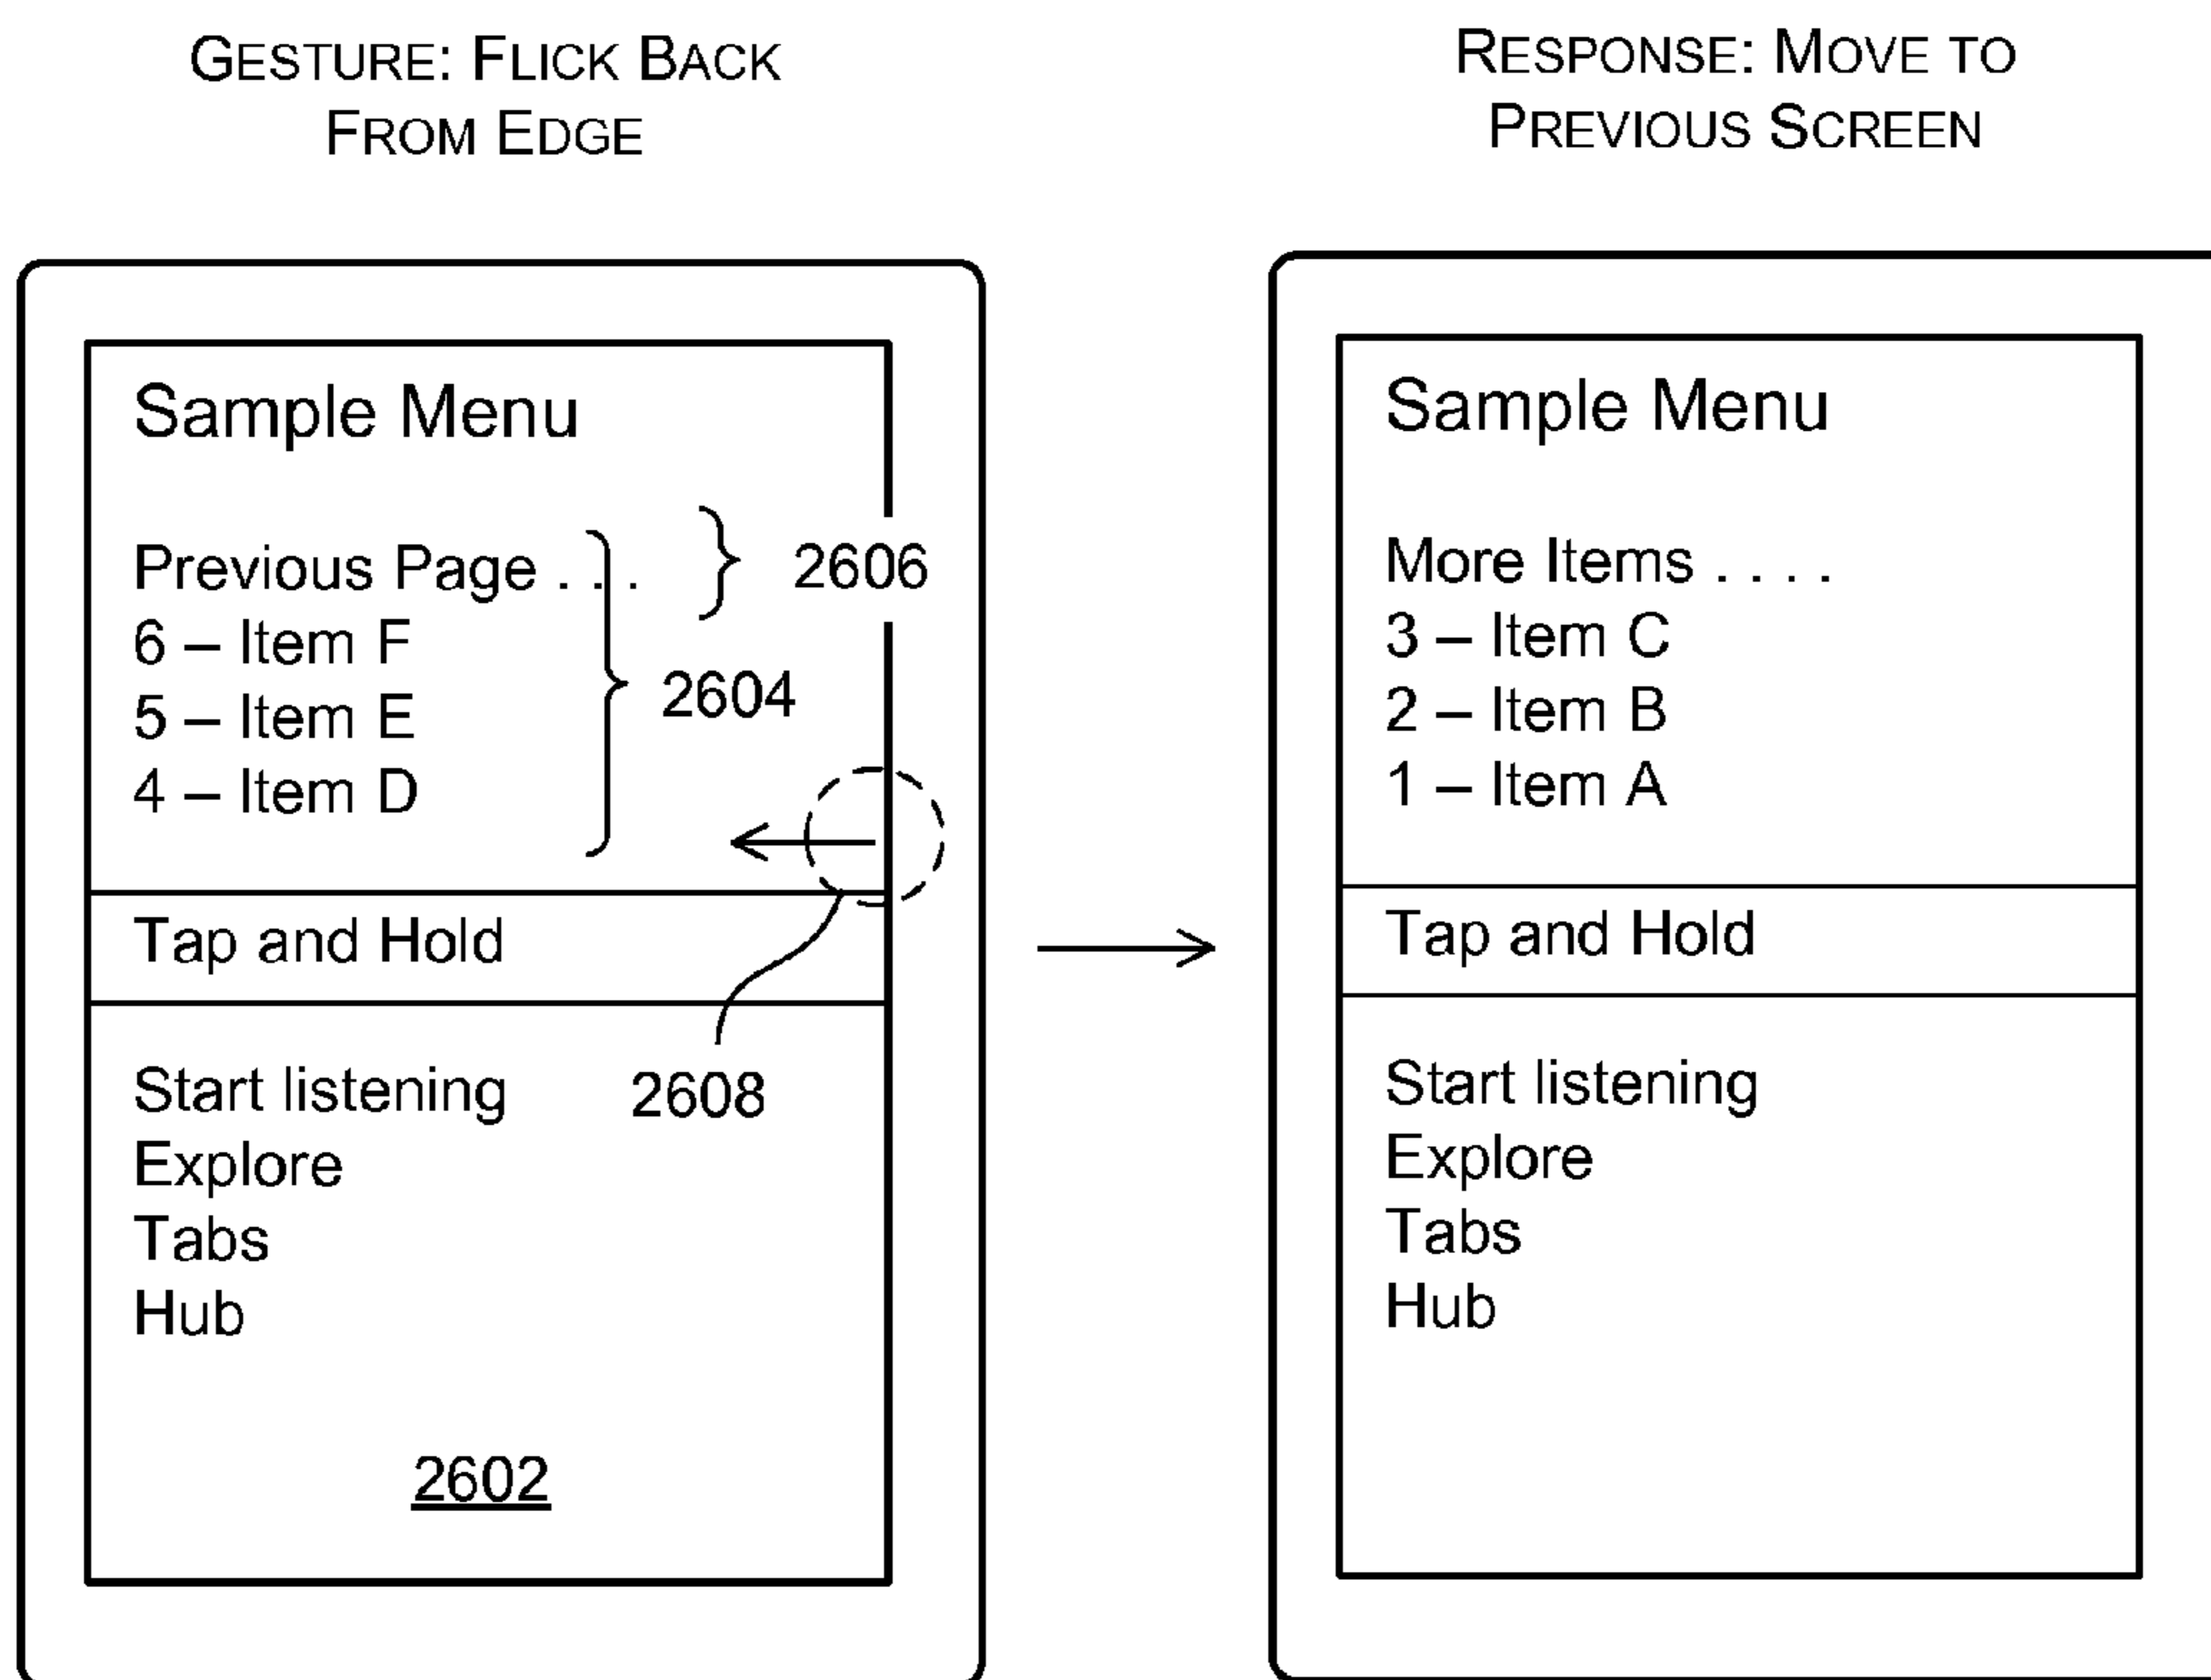 GESTURE: FLICK BACK
FROM EDGE
Sample Menu
Previous Page . . .
2606
6 – Item F
5 – Item E
2604
4 – Item D
Tap and Hold
Start listening
2608
Explore
Tabs
Hub
2602
RESPONSE: MOVE TO
PREVIOUS SCREEN
Sample Menu
More Items . . . .
3 – Item C
2 – Item B
1 – Item A
Tap and Hold
Start listening
Explore
Tabs
Hub